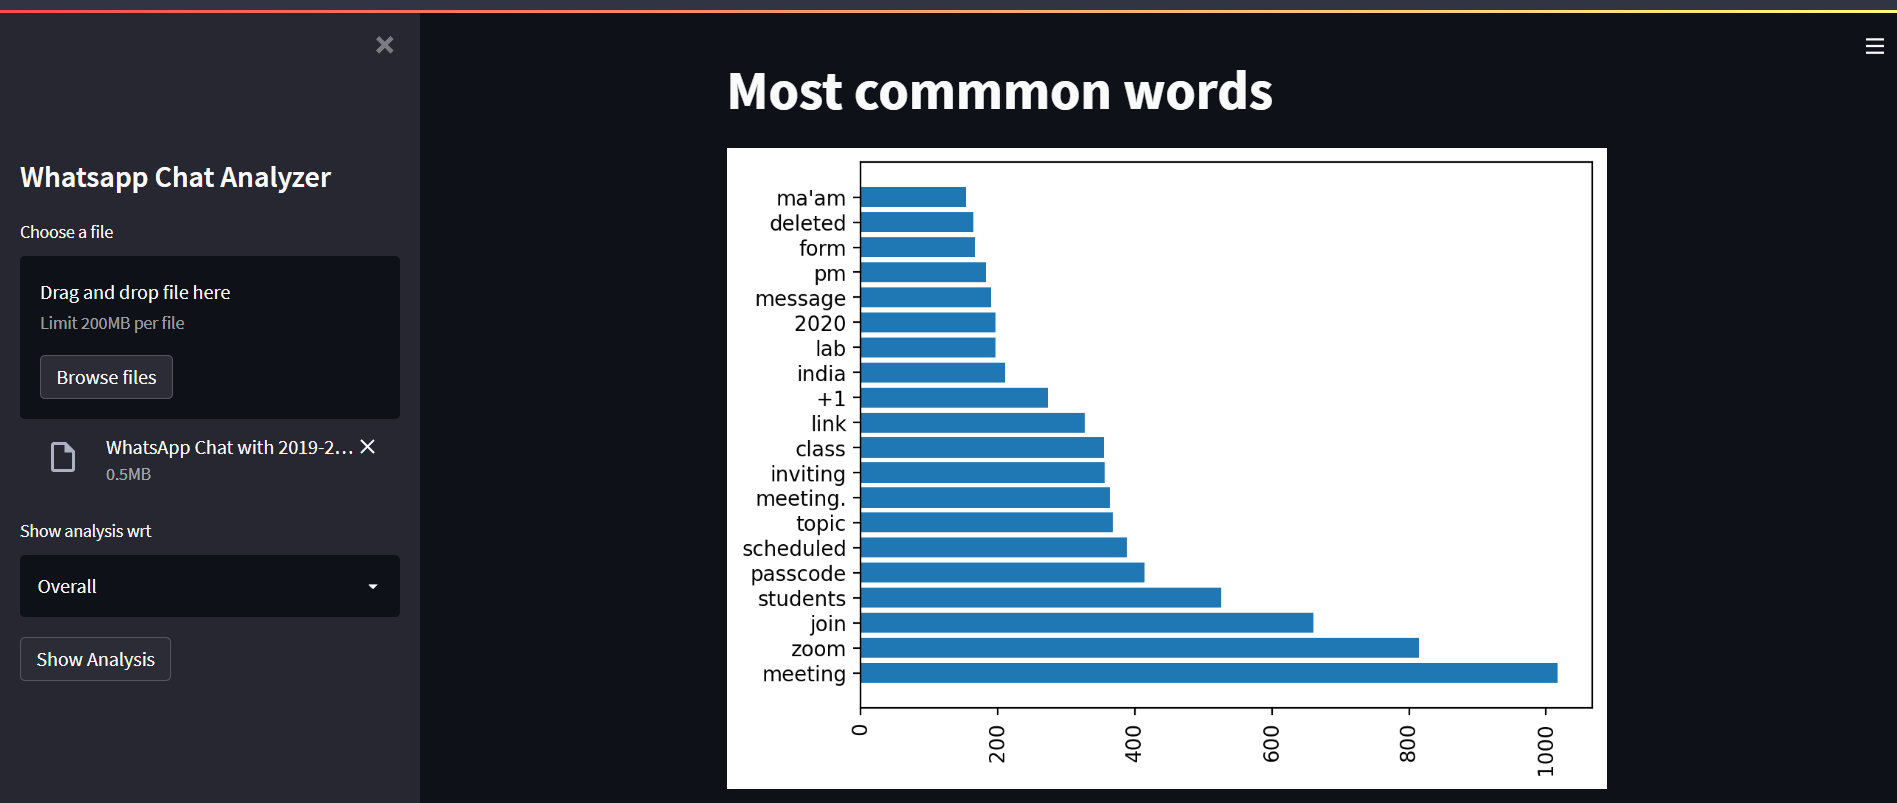 Whatsapp Chat Analyzer
Choose a file
Drag and drop file here
Limit 200MB per file
Browse files
WhatsApp Chat with 2019-2...
0.5MB
Show analysis wrt
Overall
Show Analysis
Most commmon words
ma'am
deleted
form
pm
message
2020
lab
india
+1
link
class
inviting
meeting.
topic
scheduled
passcode
students
join
zoom
meeting
0
200
400
600
800
1000